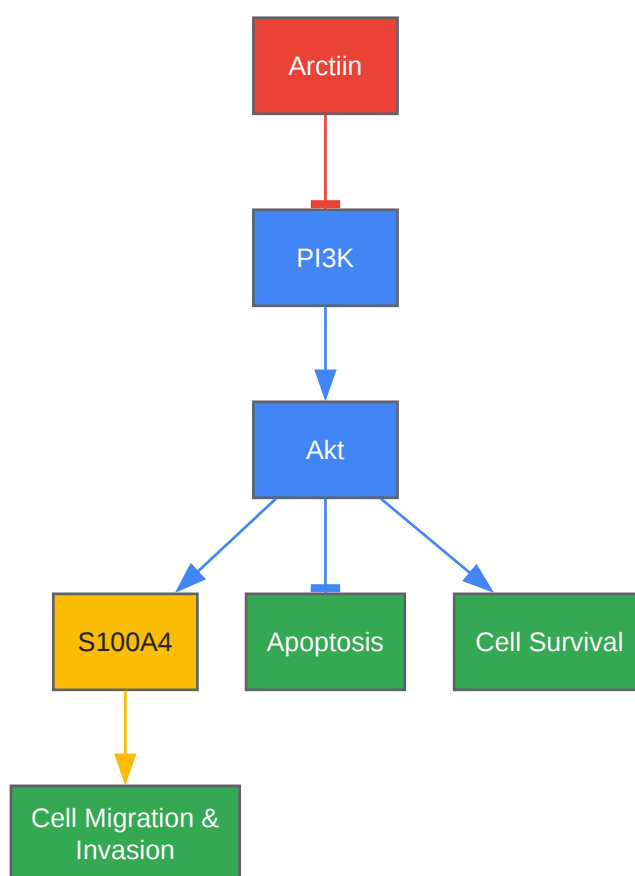 Arctiin
PI3K
Akt
S100A4
Apoptosis
Cell Survival
Cell Migration &
Invasion